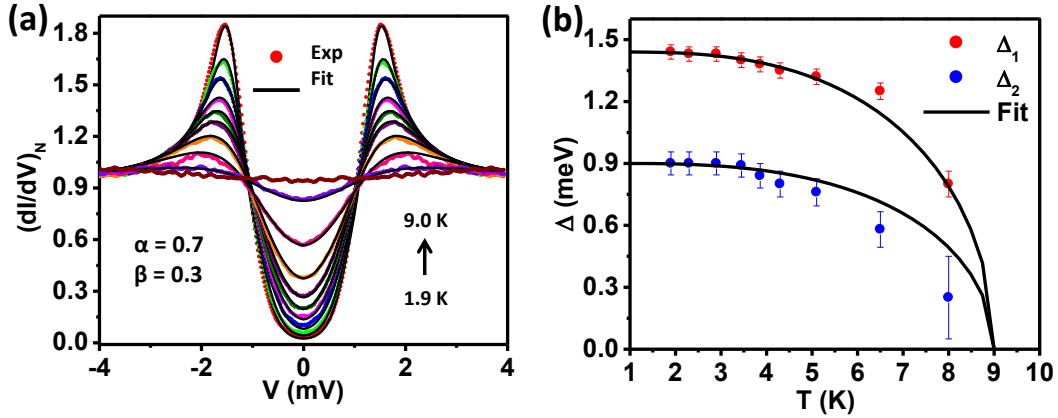 (a)
(dI/dV)N
1.8
1.5
1.2
0.9
0.6
0.3
0.0
Exp
Fit
α = 0.7
β = 0.3
9.0 K
1.9 K
-4 -2 0 2 4
V (mV)
(b)
Δ (meV)
1.5
1.2
0.9
0.6
0.3
0.0
Δ1
Δ2
Fit
1 2 3 4 5 6 7 8 9 10
T (K)